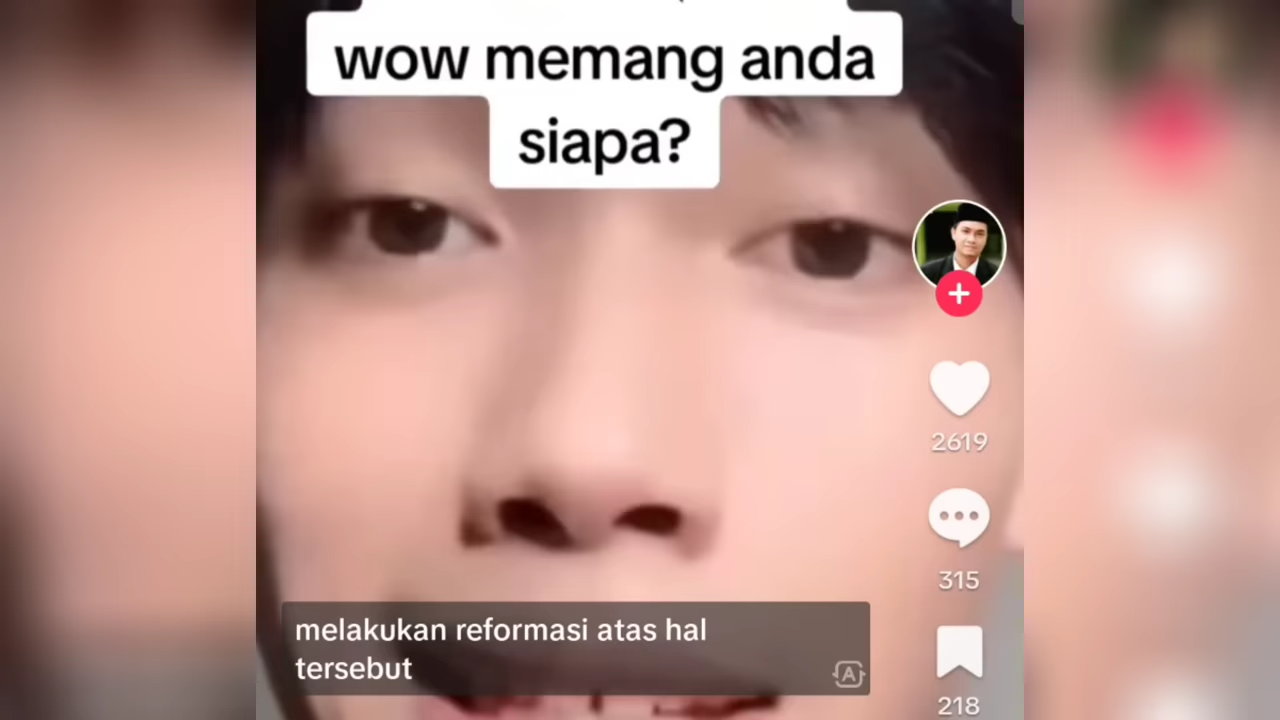 wow memang anda
siapa?
2619
315
melakukan reformasi atas hal
tersebut
A
218